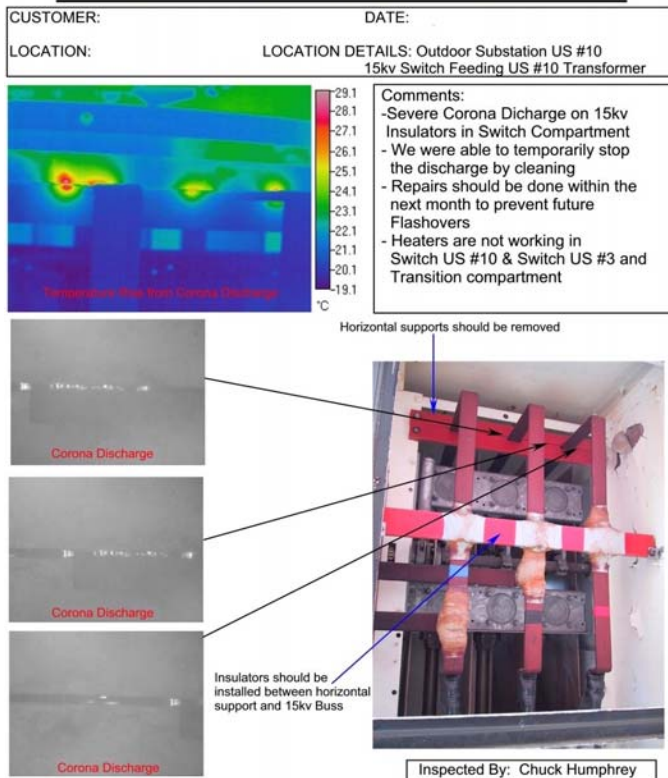 CUSTOMER:
DATE:
LOCATION:
LOCATION DETAILS: Outdoor Substation US #10
15kv Switch Feeding US #10 Transformer
29.1
28.1
27.1
26.1
25.1
24.1
23.1
22.1
21.1
20.1
19.1
°C
Temperature Rise from Corona Discharge
Comments:
-Severe Corona Dicharge on 15kv
Insulators in Switch Compartment
- We were able to temporarily stop
the discharge by cleaning
- Repairs should be done within the
next month to prevent future
Flashovers
- Heaters are not working in
Switch US #10 & Switch US #3 and
Transition compartment
Horizontal supports should be removed
Corona Discharge
Corona Discharge
Corona Discharge
Insulators should be
installed between horizontal
support and 15kv Buss
Inspected By: Chuck Humphrey